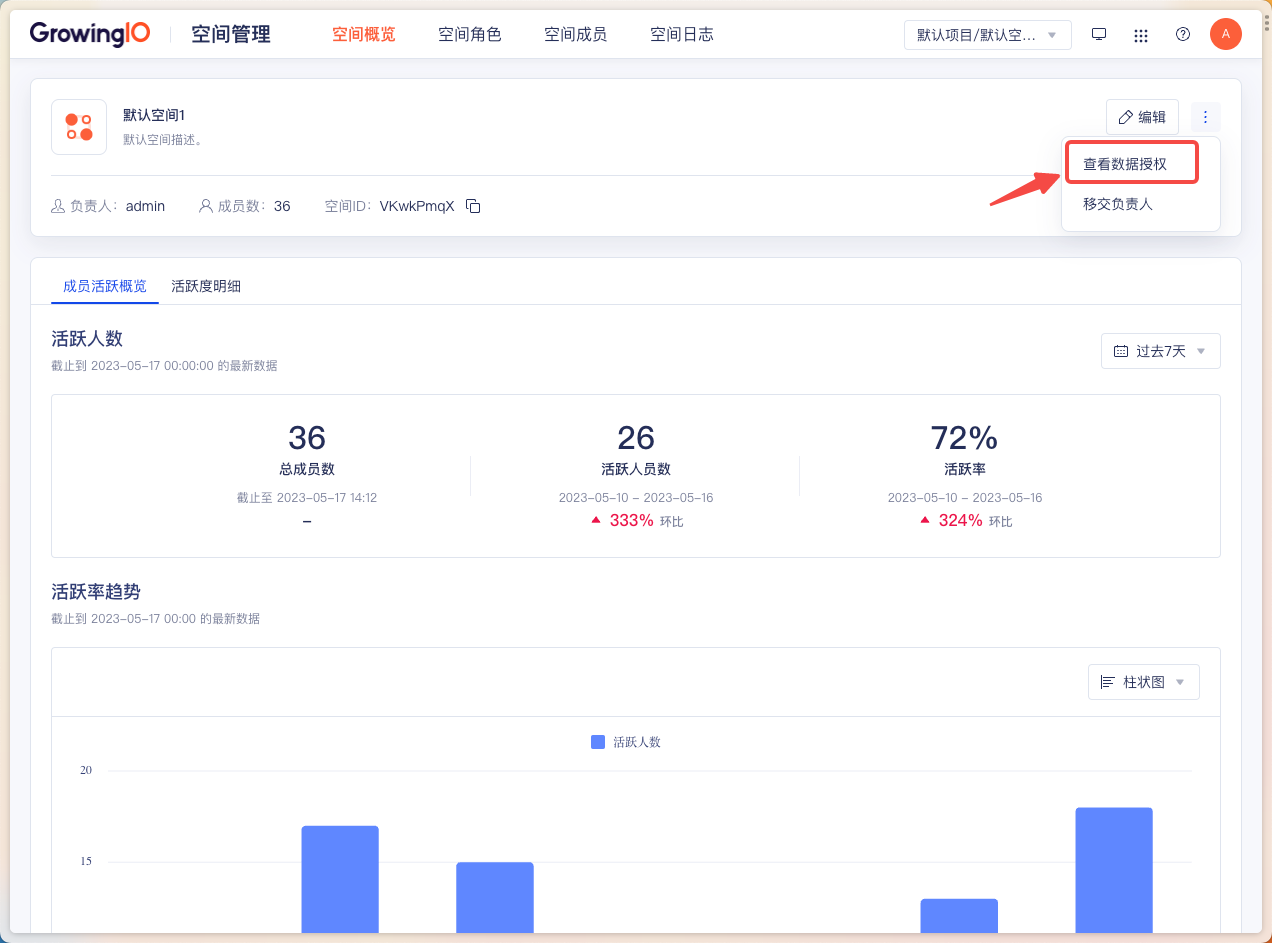 GrowingIO 空间管理 空间概览 空间角色 空间成员 空间日志 默认项目/默认空... A
默认空间1
默认空间描述。
编辑
查看数据授权
移交负责人
负责人: admin 成员数: 36 空间ID: VKwkPmqX
成员活跃概览 活跃度明细
活跃人数
截止到 2023-05-17 00:00:00 的最新数据
过去7天
36 26 72%
总成员数 活跃人员数 活跃率
截止至 2023-05-17 14:12 2023-05-10 - 2023-05-16 2023-05-10 - 2023-05-16
- 333% 环比 324% 环比
活跃率趋势
截止到 2023-05-17 00:00 的最新数据
柱状图
活跃人数
20
15